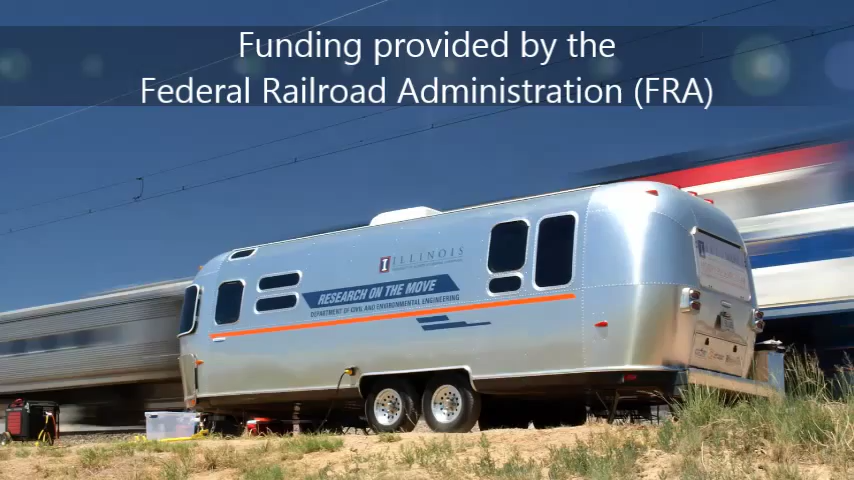 Funding provided by the
Federal Railroad Administration (FRA)
ILLINOIS
RESEARCH ON THE MOVE
DEPARTMENT OF CIVIL AND ENVIRONMENTAL ENGINEERING